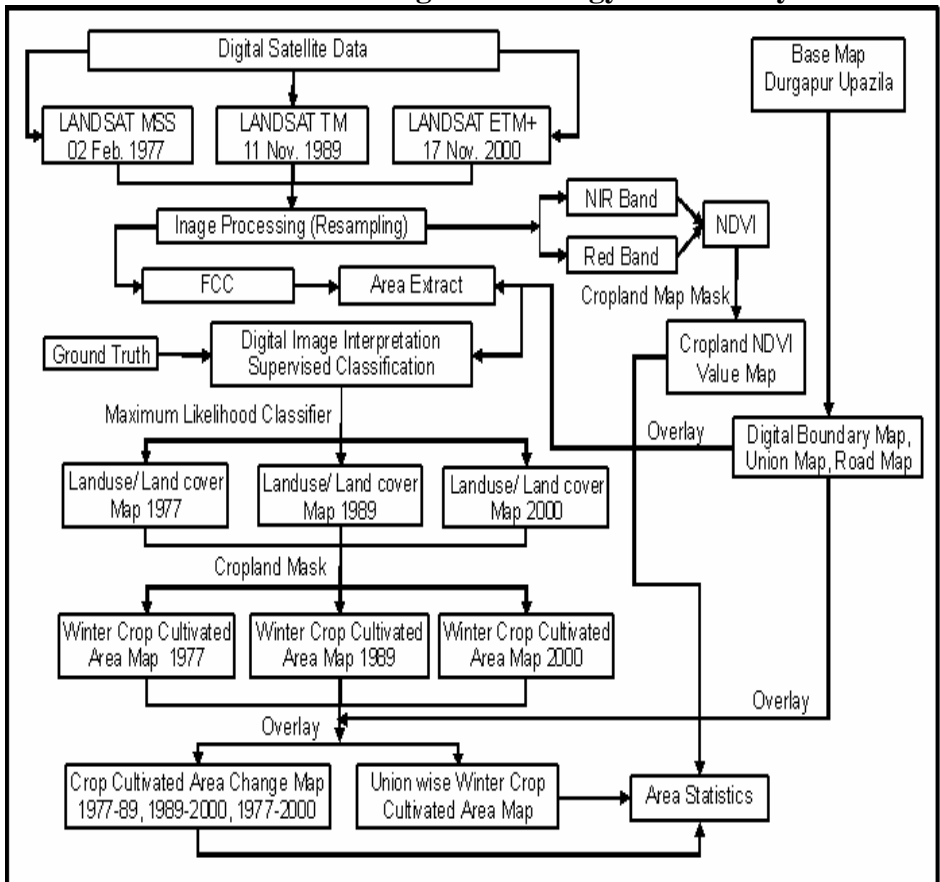 Digital Satellite Data
Base Map
Durgapur Upazila
LANDSAT MSS
02 Feb. 1977
LANDSAT TM
11 Nov. 1989
LANDSAT ETM+
17 Nov. 2000
NIR Band
NDVI
Inage Processing (Resampling)
Red Band
FCC
Area Extract
Cropland Map Mask
Ground Truth
Digital Image Interpretation
Supervised Classification
Cropland NDVI
Value Map
Maximum Likelihood Classifier
Overlay
Digital Boundary Map,
Union Map, Road Map
Landuse/ Land cover
Map 1977
Landuse/ Land cover
Map 1989
Landuse/ Land cover
Map 2000
Cropland Mask
Winter Crop Cultivated
Area Map 1977
Winter Crop Cultivated
Area Map 1989
Winter Crop Cultivated
Area Map 2000
Overlay
Overlay
Crop Cultivated Area Change Map
1977-89, 1989-2000, 1977-2000
Union wise Winter Crop
Cultivated Area Map
Area Statistics